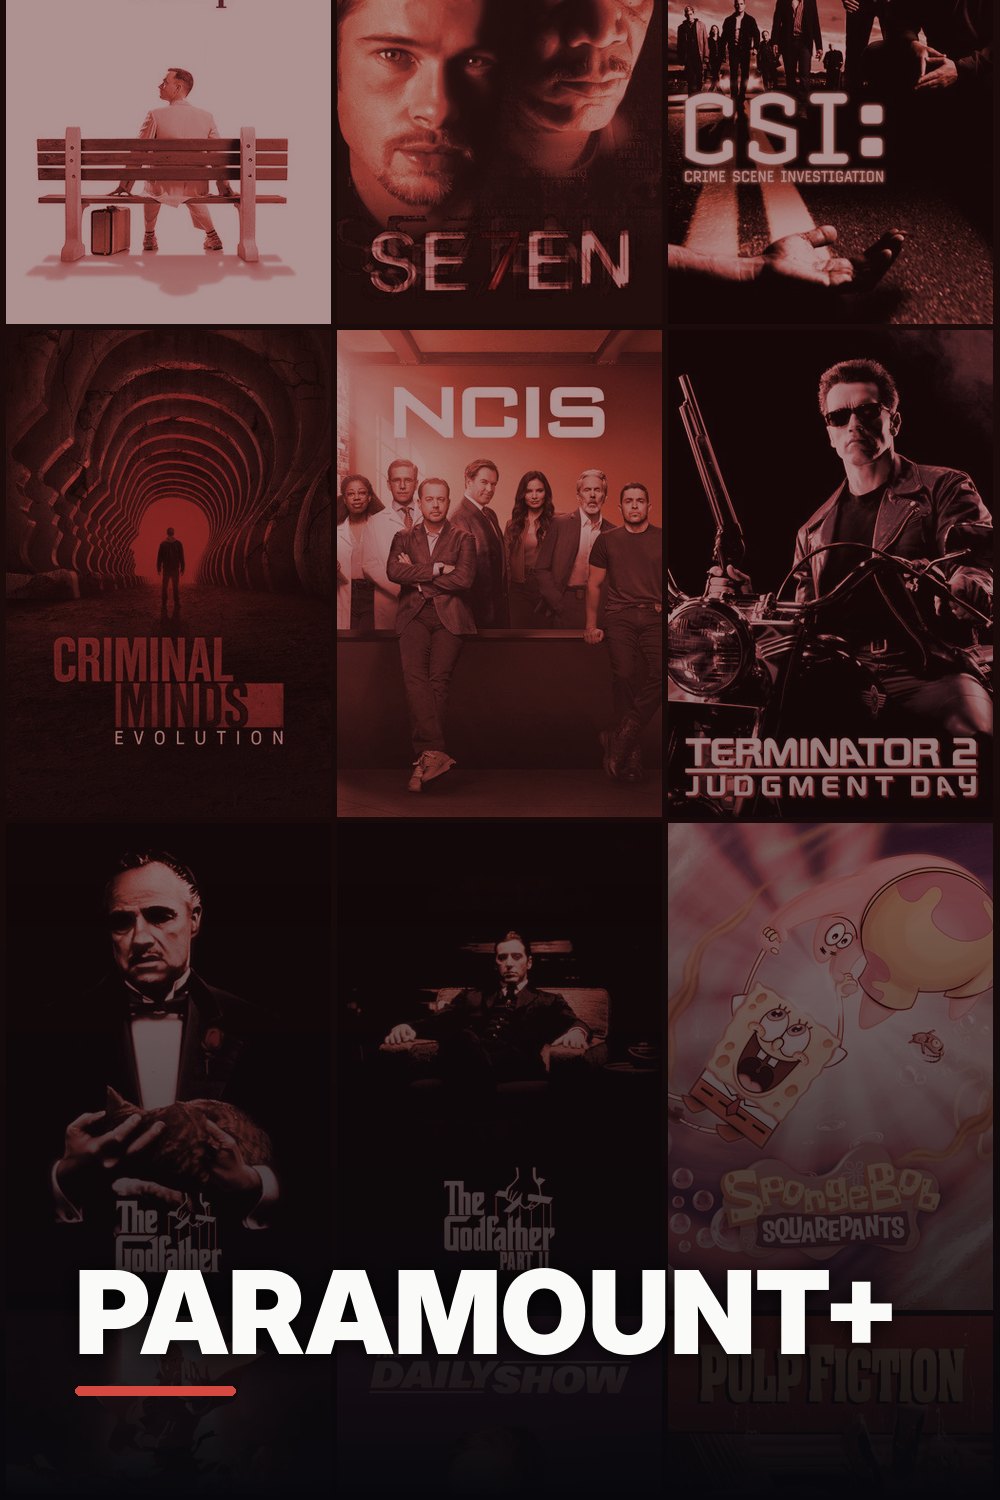 SE7EN
CSI:
CRIME SCENE INVESTIGATION
CRIMINAL
MINDS
EVOLUTION
NCIS
TERMINATOR 2
JUDGMENT DAY
The
Godfather
The
Godfather
PART II
SpongeBob
SQUAREPANTS
PARAMOUNT+
DAILY SHOW
PULP FICTION